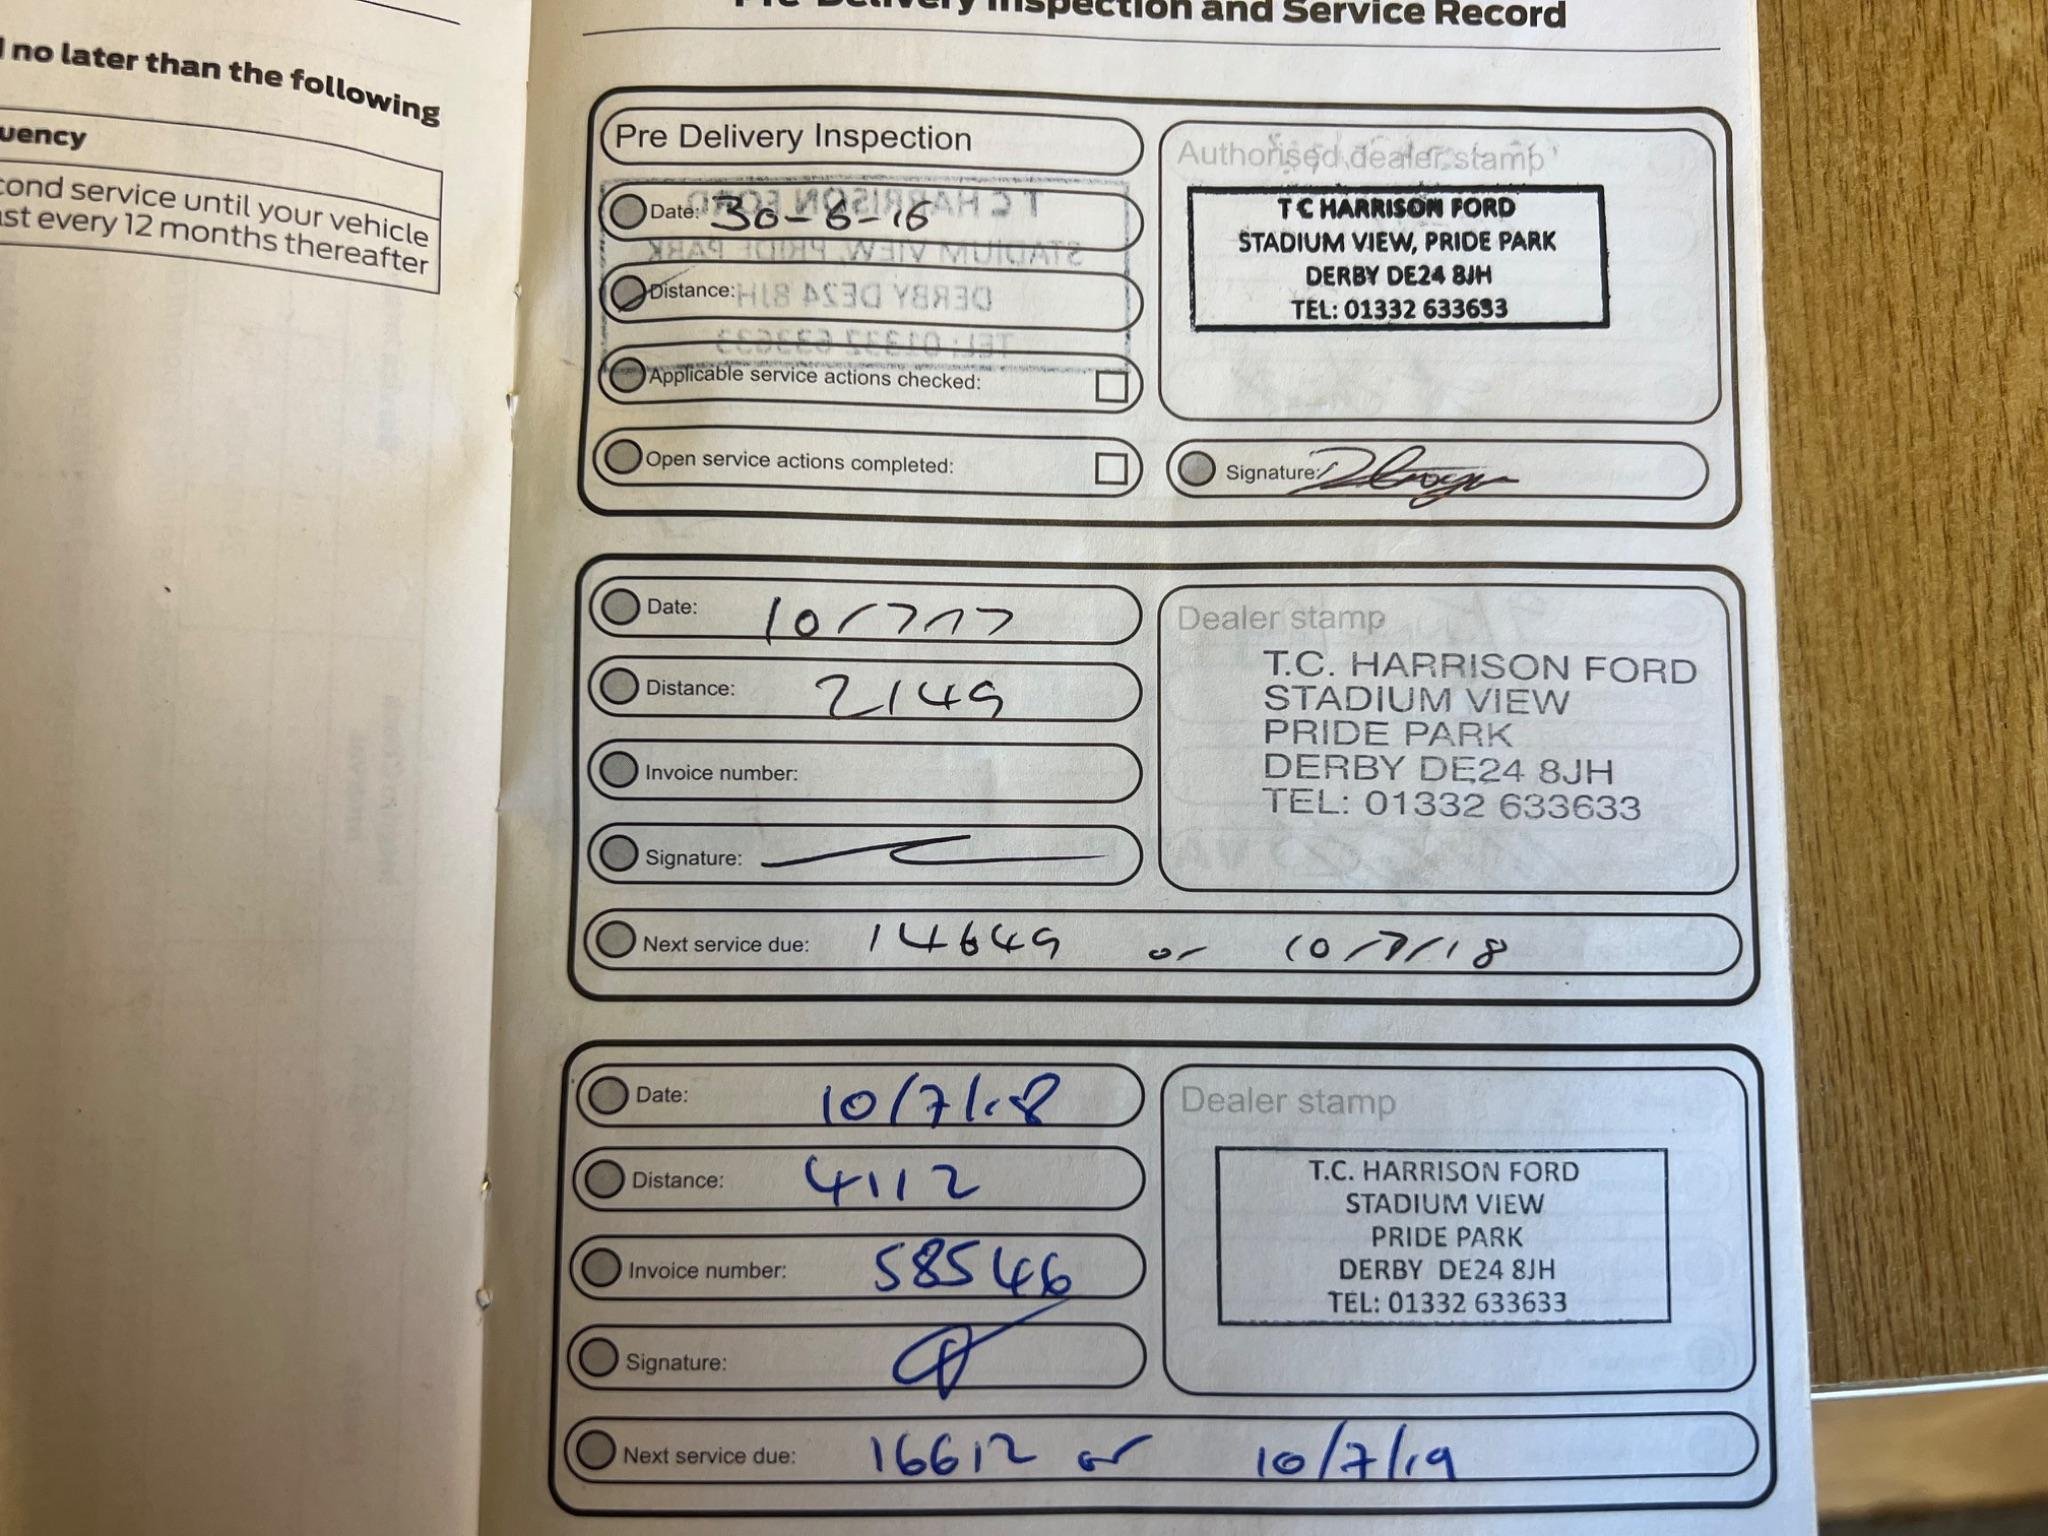 l no later than the following
uency
cond service until your vehicle
ast every 12 months thereafter
Pre-Delivery Inspection and Service Record
Pre Delivery Inspection
Authorised dealer stamp
Date: 30-6-16
T C HARRISON FORD
STADIUM VIEW, PRIDE PARK
DERBY DE24 8JH
TEL: 01332 633633
Distance:
Applicable service actions checked:
Open service actions completed:
Signature:
Date: 10/7/17
Dealer stamp
T.C. HARRISON FORD
STADIUM VIEW
PRIDE PARK
DERBY DE24 8JH
TEL: 01332 633633
Distance: 2149
Invoice number:
Signature:
Next service due: 14649 or 10/7/18
Date: 10/7/18
Dealer stamp
T.C. HARRISON FORD
STADIUM VIEW
PRIDE PARK
DERBY DE24 8JH
TEL: 01332 633633
Distance: 4112
Invoice number: 58546
Signature:
Next service due: 16612 or 10/7/19